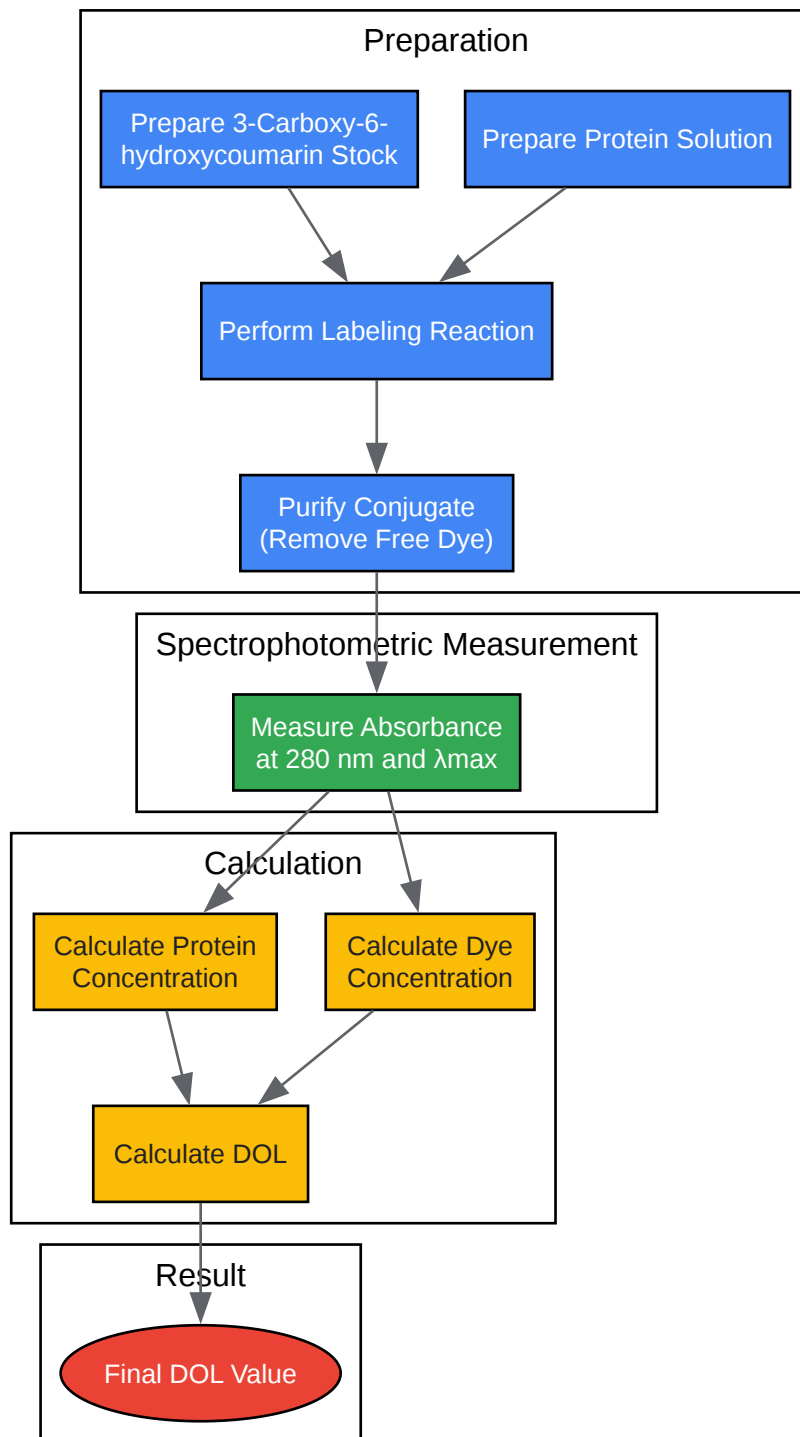 Preparation
Prepare 3-Carboxy-6-
hydroxycoumarin Stock
Prepare Protein Solution
Perform Labeling Reaction
Purify Conjugate
(Remove Free Dye)
Spectrophotometric Measurement
Measure Absorbance
at 280 nm and λmax
Calculation
Calculate Protein
Concentration
Calculate Dye
Concentration
Calculate DOL
Result
Final DOL Value